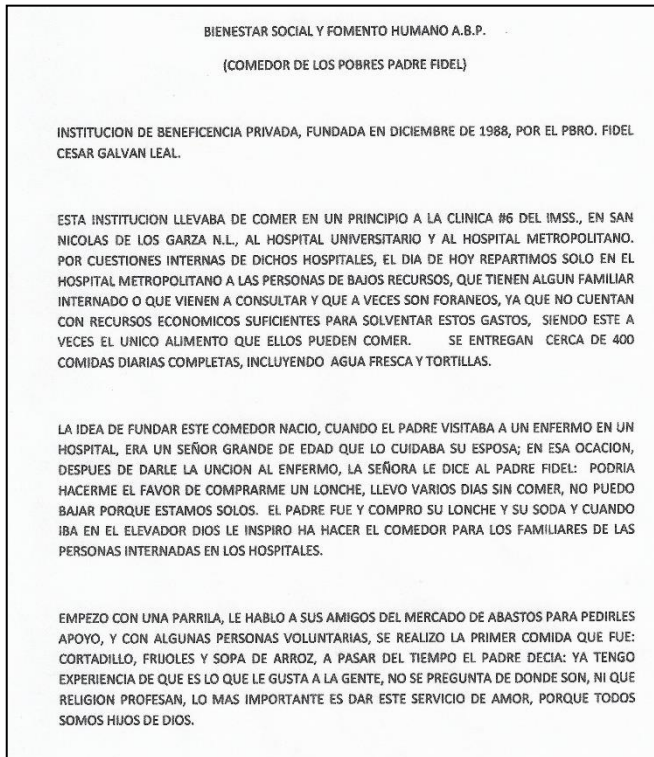 BIENESTAR SOCIAL Y FOMENTO HUMANO A.B.P.
(COMEDOR DE LOS POBRES PADRE FIDEL)
INSTITUCION DE BENEFICENCIA PRIVADA, FUNDADA EN DICIEMBRE DE 1988, POR EL PBRO. FIDEL
CESAR GALVAN LEAL.
ESTA INSTITUCION LLEVABA DE COMER EN UN PRINCIPIO A LA CLINICA #6 DEL IMSS., EN SAN
NICOLAS DE LOS GARZA N.L., AL HOSPITAL UNIVERSITARIO Y AL HOSPITAL METROPOLITANO.
POR CUESTIONES INTERNAS DE DICHOS HOSPITALES, EL DIA DE HOY REPARTIMOS SOLO EN EL
HOSPITAL METROPOLITANO A LAS PERSONAS DE BAJOS RECURSOS, QUE TIENEN ALGUN FAMILIAR
INTERNADO O QUE VIENEN A CONSULTAR Y QUE A VECES SON FORANEOS, YA QUE NO CUENTAN
CON RECURSOS ECONOMICOS SUFICIENTES PARA SOLVENTAR ESTOS GASTOS, SIENDO ESTE A
VECES EL UNICO ALIMENTO QUE ELLOS PUEDEN COMER. SE ENTREGAN CERCA DE 400
COMIDAS DIARIAS COMPLETAS, INCLUYENDO AGUA FRESCA Y TORTILLAS.
LA IDEA DE FUNDAR ESTE COMEDOR NACIO, CUANDO EL PADRE VISITABA A UN ENFERMO EN UN
HOSPITAL, ERA UN SEÑOR GRANDE DE EDAD QUE LO CUIDABA SU ESPOSA; EN ESA OCACION,
DESPUES DE DARLE LA UNCION AL ENFERMO, LA SEÑORA LE DICE AL PADRE FIDEL: PODRIA
HACERME EL FAVOR DE COMPRARME UN LONCHE, LLEVO VARIOS DIAS SIN COMER, NO PUEDO
BAJAR PORQUE ESTAMOS SOLOS. EL PADRE FUE Y COMPRO SU LONCHE Y SU SODA Y CUANDO
IBA EN EL ELEVADOR DIOS LE INSPIRO HA HACER EL COMEDOR PARA LOS FAMILIARES DE LAS
PERSONAS INTERNADAS EN LOS HOSPITALES.
EMPEZO CON UNA PARRILA, LE HABLO A SUS AMIGOS DEL MERCADO DE ABASTOS PARA PEDIRLES
APOYO, Y CON ALGUNAS PERSONAS VOLUNTARIAS, SE REALIZO LA PRIMER COMIDA QUE FUE:
CORTADILLO, FRIJOLES Y SOPA DE ARROZ, A PASAR DEL TIEMPO EL PADRE DECIA: YA TENGO
EXPERIENCIA DE QUE ES LO QUE LE GUSTA A LA GENTE, NO SE PREGUNTA DE DONDE SON, NI QUE
RELIGION PROFESAN, LO MAS IMPORTANTE ES DAR ESTE SERVICIO DE AMOR, PORQUE TODOS
SOMOS HIJOS DE DIOS.